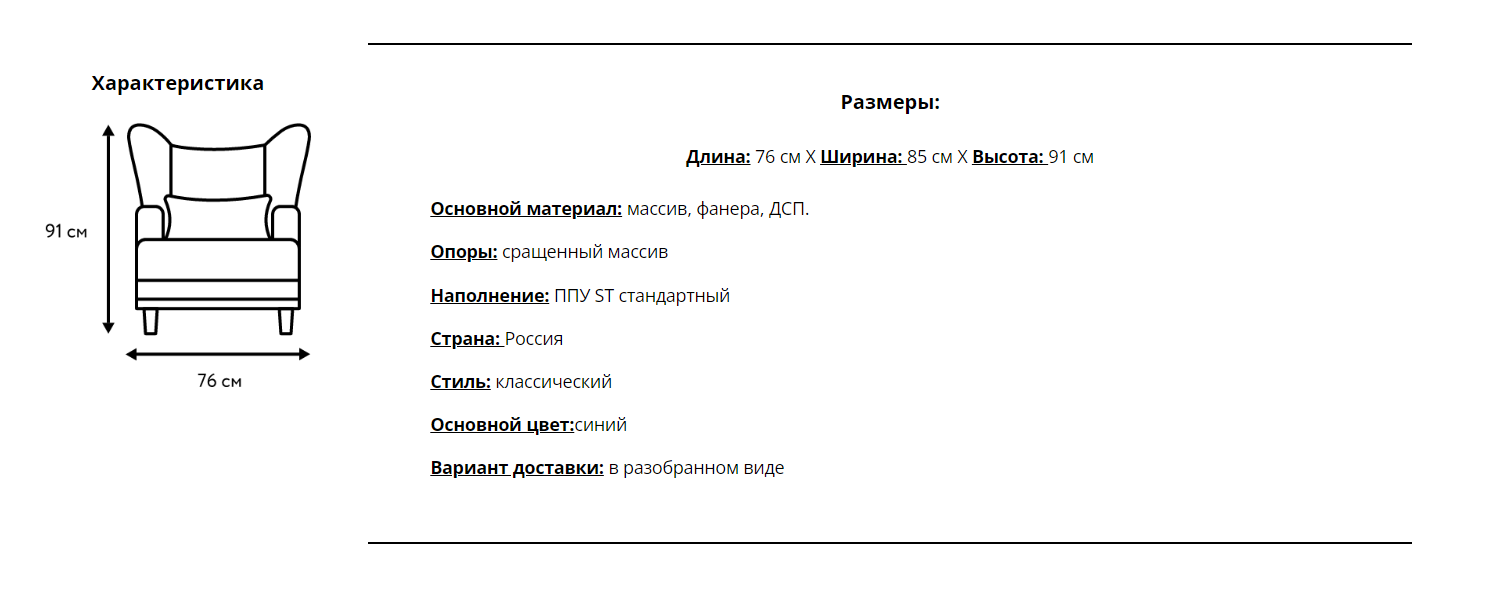 Характеристика
91 см
76 см
Размеры:
Длина: 76 см X Ширина: 85 см X Высота: 91 см
Основной материал: массив, фанера, ДСП.
Опоры: сращенный массив
Наполнение: ППУ ST стандартный
Страна: Россия
Стиль: классический
Основной цвет:синий
Вариант доставки: в разобранном виде